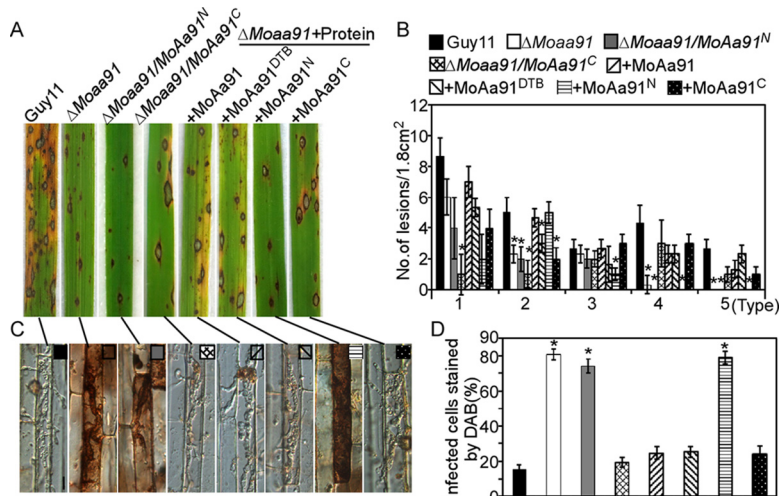 A
Guy11
ΔMoaa91
ΔMoaa91/MoAa91N
ΔMoaa91/MoAa91C
ΔMoaa91+Protein
+MoAa91
+MoAa91DTB
+MoAa91N
+MoAa91C
B
Guy11 ΔMoaa91 ΔMoaa91/MoAa91N
ΔMoaa91/MoAa91C +MoAa91
+MoAa91DTB +MoAa91N +MoAa91C
No.of lesions/1.8cm2
12
10
8
6
4
2
0
* * * * * * * * * * * * * *
1 2 3 4 5(Type)
C
D
Infected cells stained
by DAB(%)
90
80
60
40
20
0
* * *